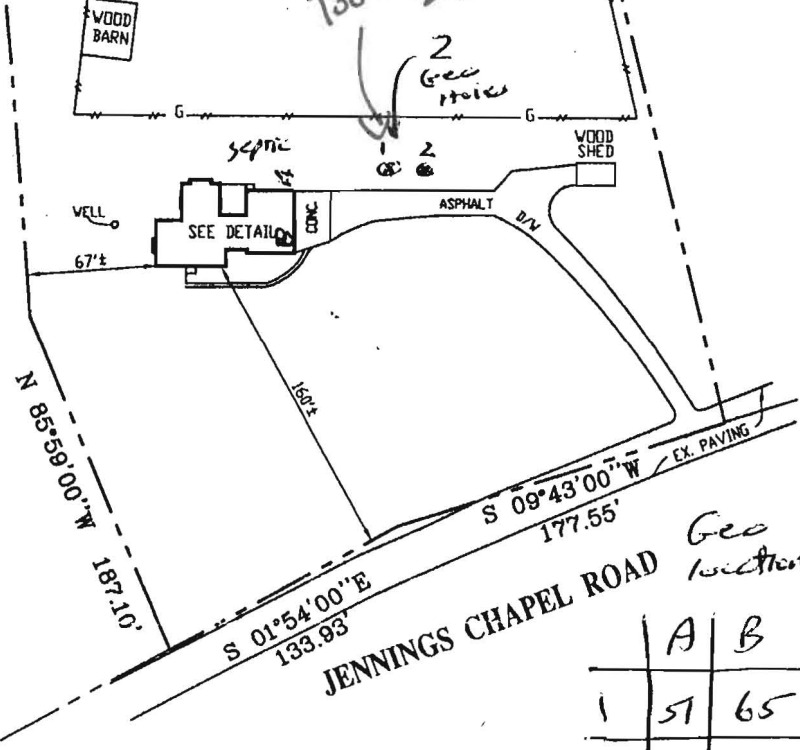 WOOD
BARN
2
Geo
Holes
G
G
WOOD
SHED
septic
1 2
WELL
SEE DETAIL
CONC.
ASPHALT
D/W
67'±
160'±
N 85°59'00"W 187.10'
EX. PAVING
S 09°43'00"W
177.55'
S 01°54'00"E
133.93'
JENNINGS CHAPEL ROAD
Geo
location
A B
1 51 65